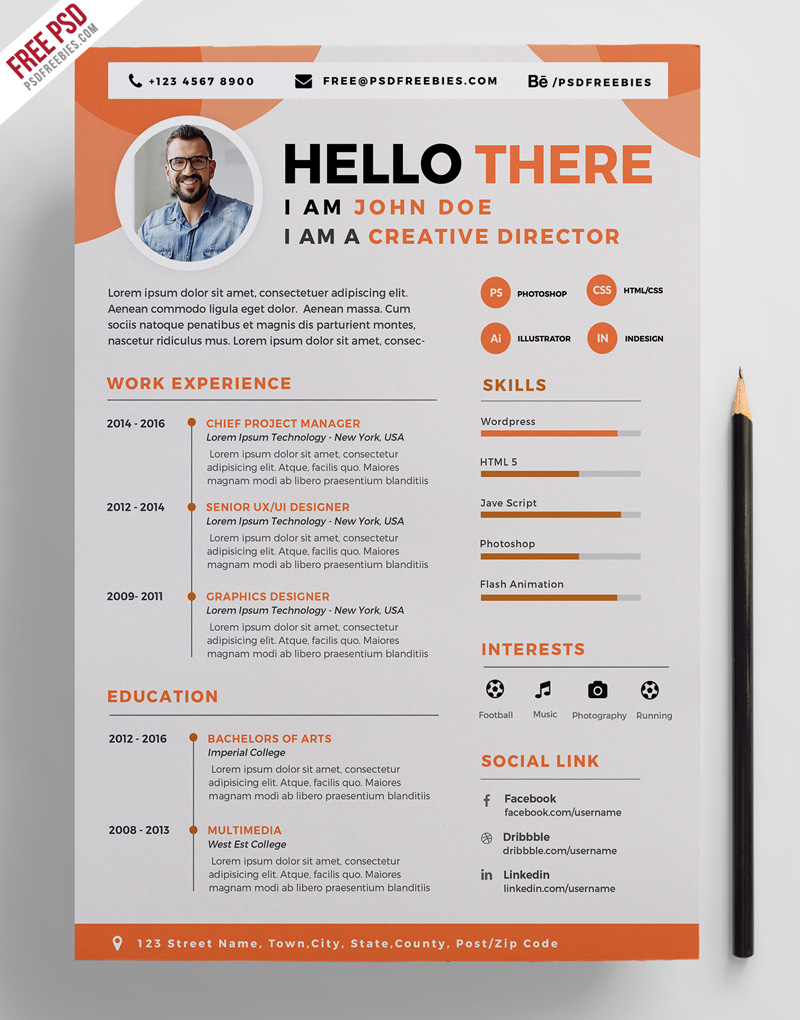 FREE PSD
PSDFREEBIES.COM
+123 4567 8900
FREE@PSDFREEBIES.COM
Bē /PSDFREEBIES
HELLO THERE
I AM JOHN DOE
I AM A CREATIVE DIRECTOR
Lorem ipsum dolor sit amet, consectetuer adipiscing elit.
Aenean commodo ligula eget dolor. Aenean massa. Cum
sociis natoque penatibus et magnis dis parturient montes,
nascetur ridiculus mus. Lorem ipsum dolor sit amet, consec-
PS PHOTOSHOP
CSS HTML/CSS
Ai ILLUSTRATOR
IN INDESIGN
WORK EXPERIENCE
2014 - 2016
CHIEF PROJECT MANAGER
Lorem Ipsum Technology - New York, USA
Lorem ipsum dolor sit amet, consectetur
adipisicing elit. Atque, facilis quo. Maiores
magnam modi ab libero praesentium blanditiis
2012 - 2014
SENIOR UX/UI DESIGNER
Lorem Ipsum Technology - New York, USA
Lorem ipsum dolor sit amet, consectetur
adipisicing elit. Atque, facilis quo. Maiores
magnam modi ab libero praesentium blanditiis
2009- 2011
GRAPHICS DESIGNER
Lorem Ipsum Technology - New York, USA
Lorem ipsum dolor sit amet, consectetur
adipisicing elit. Atque, facilis quo. Maiores
magnam modi ab libero praesentium blanditiis
EDUCATION
2012 - 2016
BACHELORS OF ARTS
Imperial College
Lorem ipsum dolor sit amet, consectetur
adipisicing elit. Atque, facilis quo. Maiores
magnam modi ab libero praesentium blanditiis
2008 - 2013
MULTIMEDIA
West Est College
Lorem ipsum dolor sit amet, consectetur
adipisicing elit. Atque, facilis quo. Maiores
magnam modi ab libero praesentium blanditiis
SKILLS
Wordpress
HTML 5
Jave Script
Photoshop
Flash Animation
INTERESTS
Football
Music
Photography
Running
SOCIAL LINK
Facebook
facebook.com/username
Dribbble
dribbble.com/username
in Linkedin
linkedin.com/username
123 Street Name, Town,City, State,County, Post/Zip Code